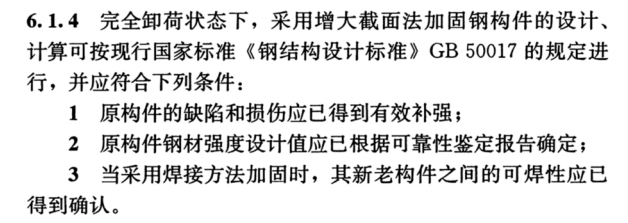 6.1.4 完全卸荷状态下，采用增大截面法加固钢构件的设计、
计算可按现行国家标准《钢结构设计标准》GB 50017 的规定进
行，并应符合下列条件：
1 原构件的缺陷和损伤应已得到有效补强；
2 原构件钢材强度设计值应已根据可靠性鉴定报告确定；
3 当采用焊接方法加固时，其新老构件之间的可焊性应已
得到确认。